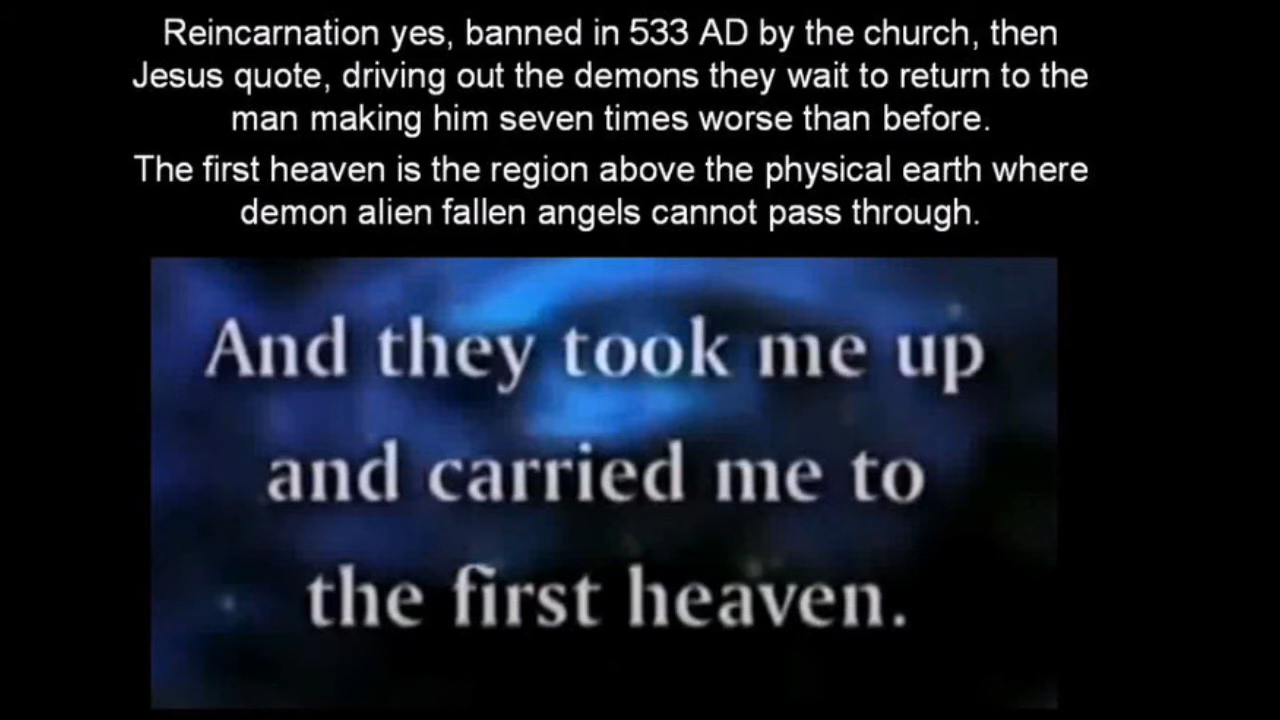 Reincarnation yes, banned in 533 AD by the church, then
Jesus quote, driving out the demons they wait to return to the
man making him seven times worse than before.
The first heaven is the region above the physical earth where
demon alien fallen angels cannot pass through.
And they took me up
and carried me to
the first heaven.